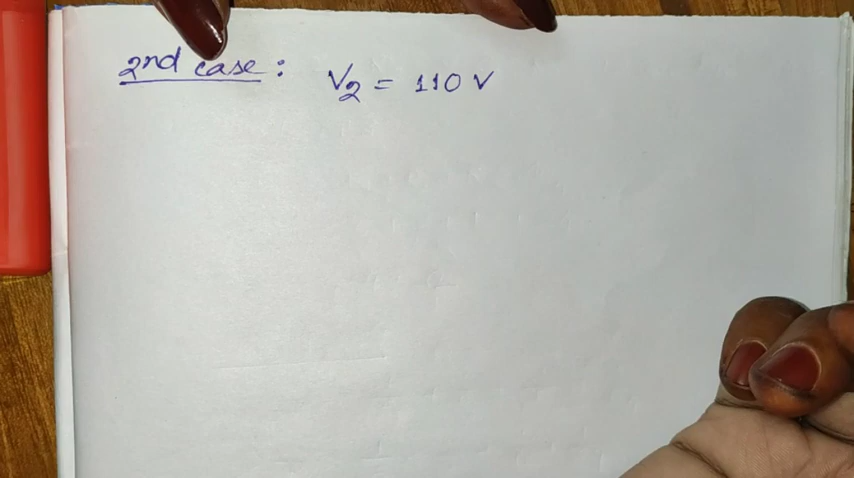 2nd case : V₂ = 110 V